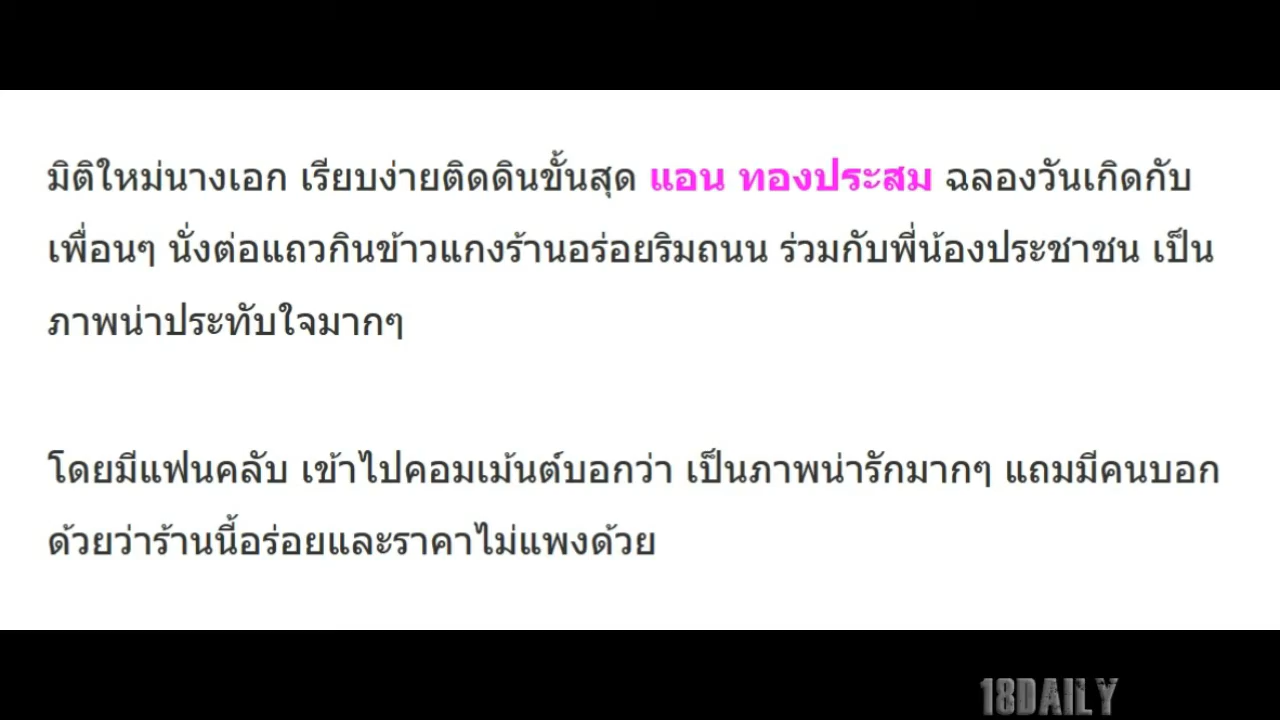 มิติใหม่นางเอก เรียบง่ายติดดินขั้นสุด แอน ทองประสม ฉลองวันเกิดกับ
เพื่อนๆ นั่งต่อแถวกินข้าวแกงร้านอร่อยริมถนน ร่วมกับพี่น้องประชาชน เป็น
ภาพน่าประทับใจมากๆ
โดยมีแฟนคลับ เข้าไปคอมเม้นต์บอกว่า เป็นภาพน่ารักมากๆ แถมมีคนบอก
ด้วยว่าร้านนี้อร่อยและราคาไม่แพงด้วย
18DAILY